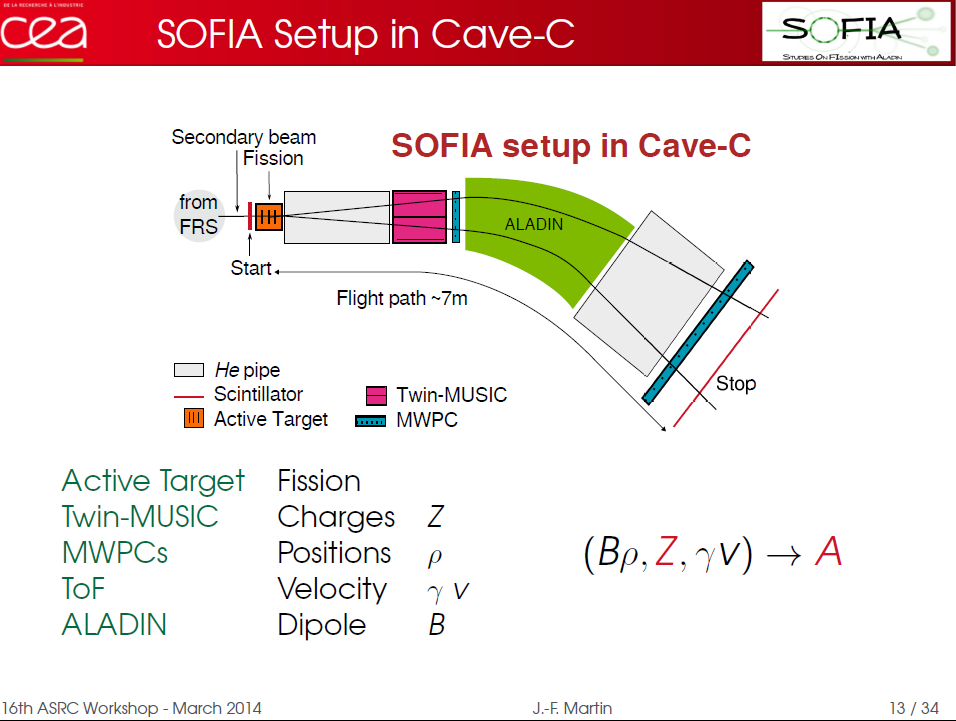 DE LA RECHERCHE À L'INDUSTRIE
cea
SOFIA Setup in Cave-C
SOFIA
STUDIES ON FISSION WITH ALADIN
SOFIA setup in Cave-C
Secondary beam
Fission
from
FRS
ALADIN
Start
Flight path ~7m
Stop
He pipe
Scintillator
Active Target
Twin-MUSIC
MWPC
Active Target Fission
Twin-MUSIC Charges Z
MWPCs Positions ρ
ToF Velocity γ v
ALADIN Dipole B
(Bρ, Z, γv) → A
16th ASRC Workshop - March 2014 J.-F. Martin 13 / 34